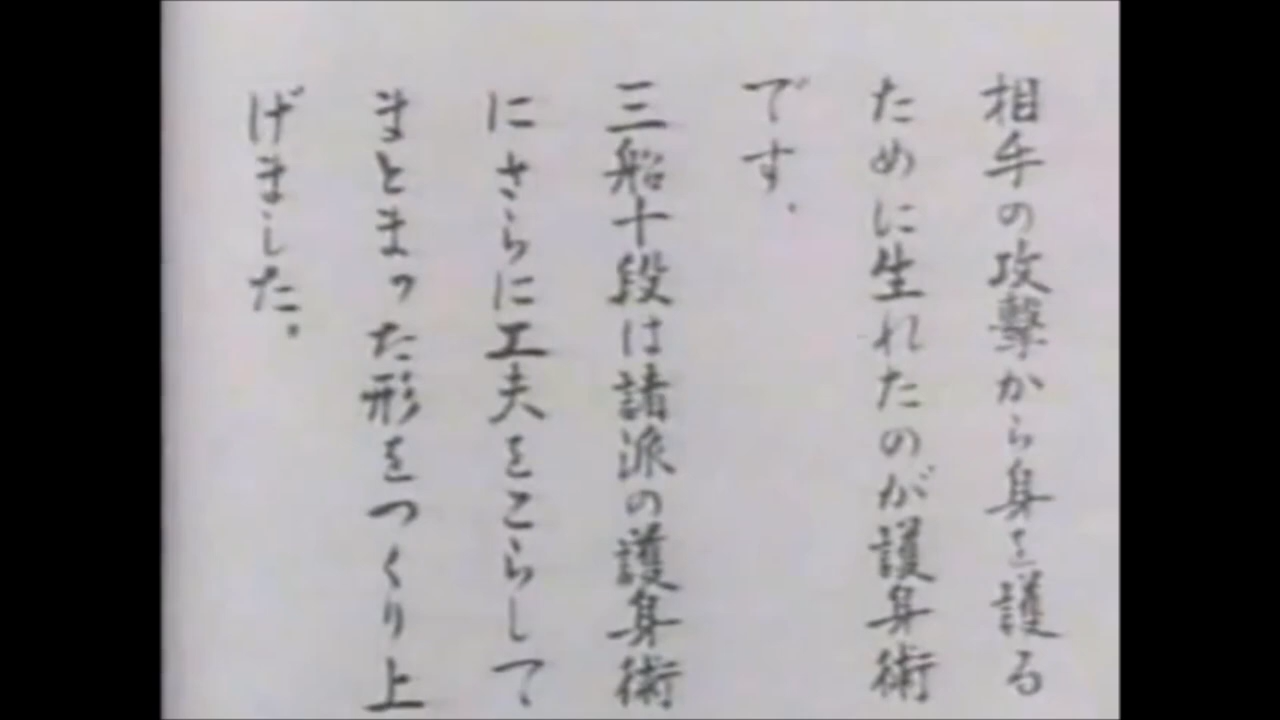 相手の攻撃から身を護る
ために生れたのが護身術
です.
三船十段は諸派の護身術
にさらに工夫をこらして
まとまった形をつくり上
げました。